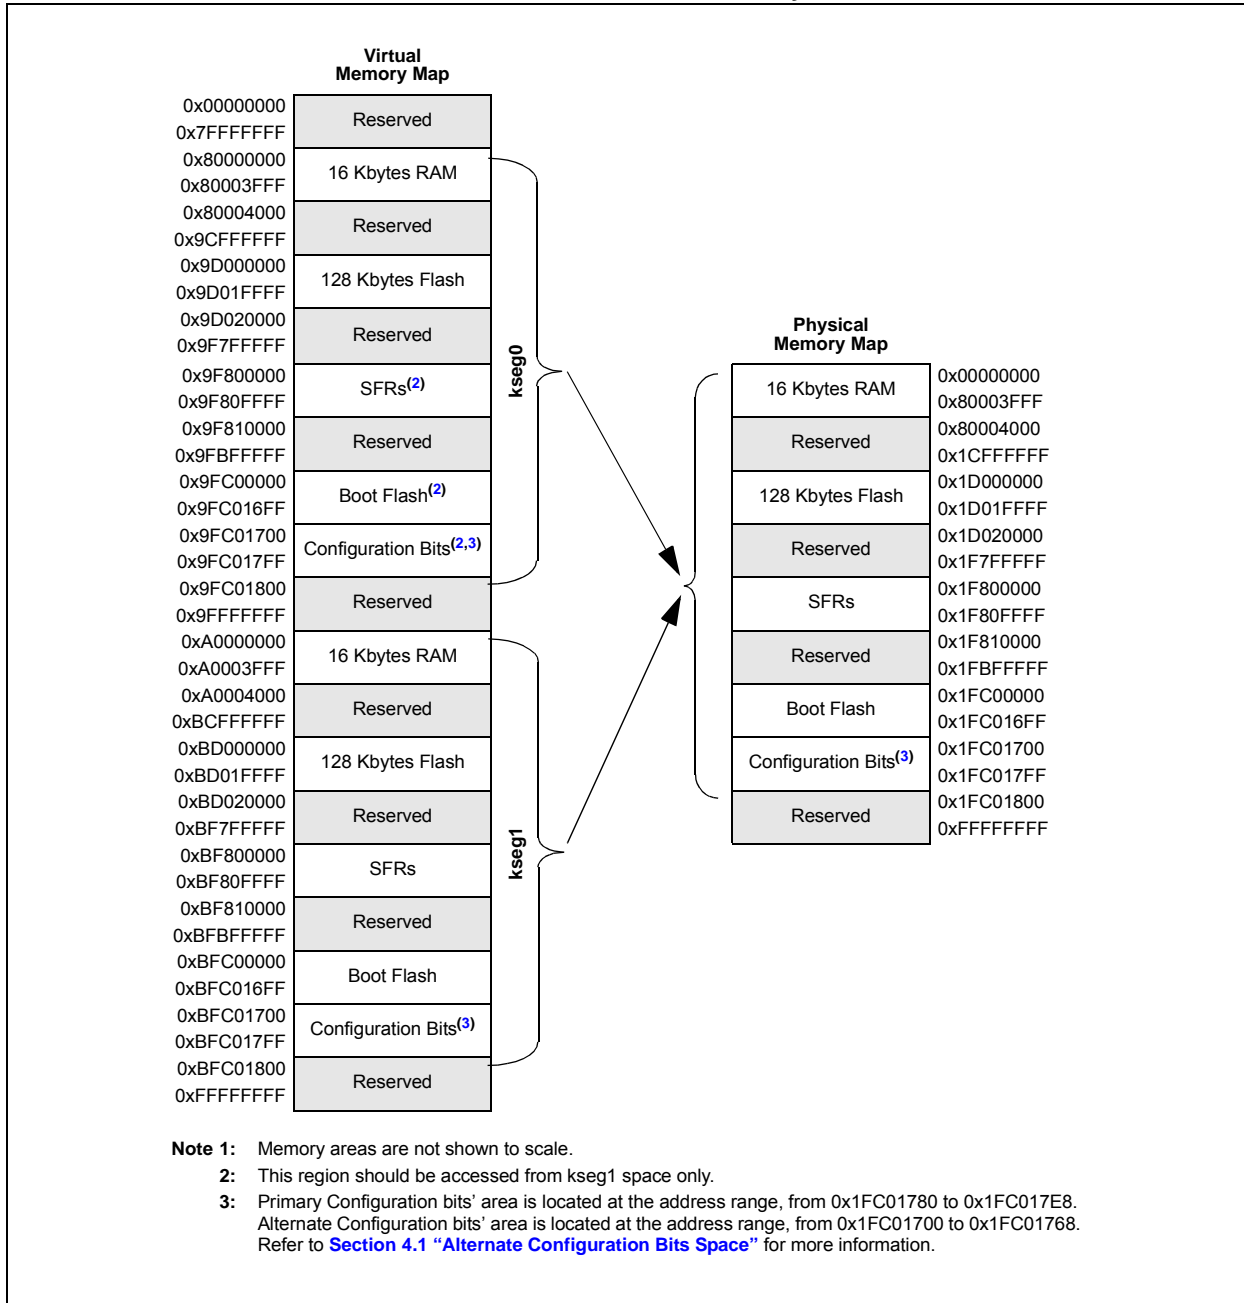 Virtual
Memory Map
0x00000000
0x7FFFFFFF
Reserved
0x80000000
0x80003FFF
16 Kbytes RAM
0x80004000
0x9CFFFFFF
Reserved
0x9D000000
0x9D01FFFF
128 Kbytes Flash
0x9D020000
0x9F7FFFFF
Reserved
0x9F800000
0x9F80FFFF
SFRs(2)
0x9F810000
0x9FBFFFFF
Reserved
0x9FC00000
0x9FC016FF
Boot Flash(2)
0x9FC01700
0x9FC017FF
Configuration Bits(2,3)
0x9FC01800
0x9FFFFFFF
Reserved
0xA0000000
0xA0003FFF
16 Kbytes RAM
0xA0004000
0xBCFFFFFF
Reserved
0xBD000000
0xBD01FFFF
128 Kbytes Flash
0xBD020000
0xBF7FFFFF
Reserved
0xBF800000
0xBF80FFFF
SFRs
0xBF810000
0xBFBFFFFF
Reserved
0xBFC00000
0xBFC016FF
Boot Flash
0xBFC01700
0xBFC017FF
Configuration Bits(3)
0xBFC01800
0xFFFFFFFF
Reserved
kseg0
kseg1
Physical
Memory Map
16 Kbytes RAM
0x00000000
0x80003FFF
Reserved
0x80004000
0x1CFFFFFF
128 Kbytes Flash
0x1D000000
0x1D01FFFF
Reserved
0x1D020000
0x1F7FFFFF
SFRs
0x1F800000
0x1F80FFFF
Reserved
0x1F810000
0x1FBFFFFF
Boot Flash
0x1FC00000
0x1FC016FF
Configuration Bits(3)
0x1FC01700
0x1FC017FF
Reserved
0x1FC01800
0xFFFFFFFF
Note 1: Memory areas are not shown to scale.
2: This region should be accessed from kseg1 space only.
3: Primary Configuration bits’ area is located at the address range, from 0x1FC01780 to 0x1FC017E8.
Alternate Configuration bits’ area is located at the address range, from 0x1FC01700 to 0x1FC01768.
Refer to Section 4.1 “Alternate Configuration Bits Space” for more information.